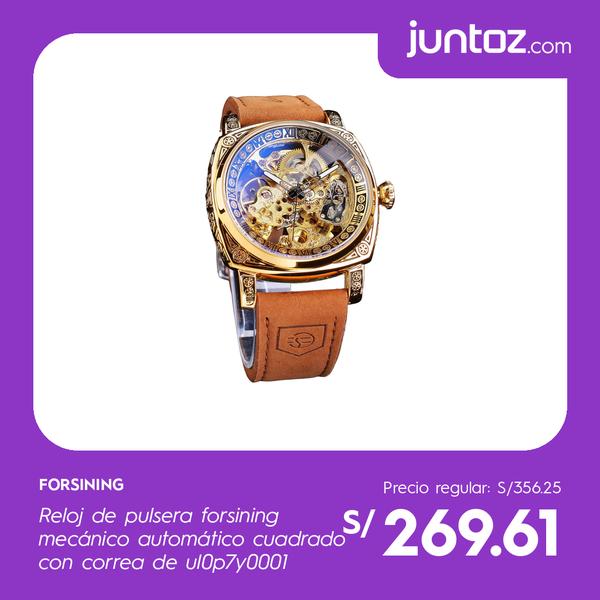 juntoz.com
FORSINING
Reloj de pulsera forsining
mecánico automático cuadrado
con correa de ul0p7y0001
Precio regular: S/356.25
S/ 269.61